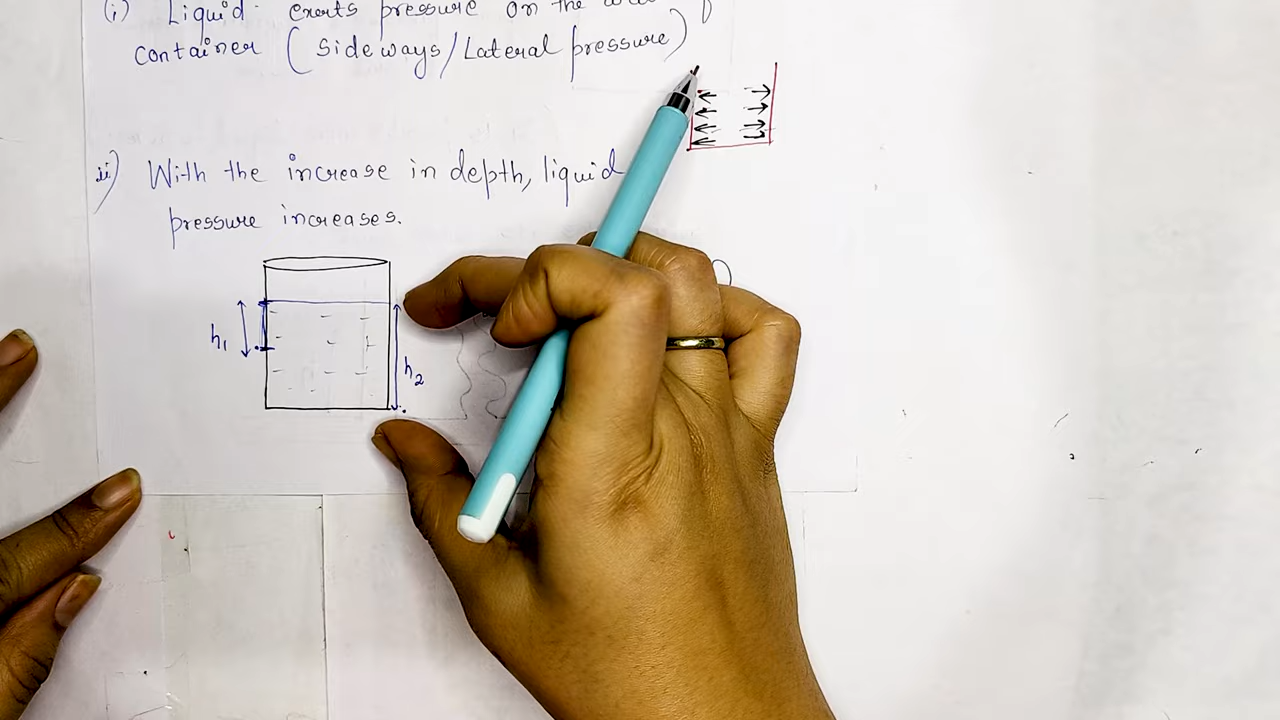 (i) Liquid exerts pressure on the
container (Sideways/Lateral pressure)
ii) With the increase in depth, liquid
pressure increases.
h1
h2